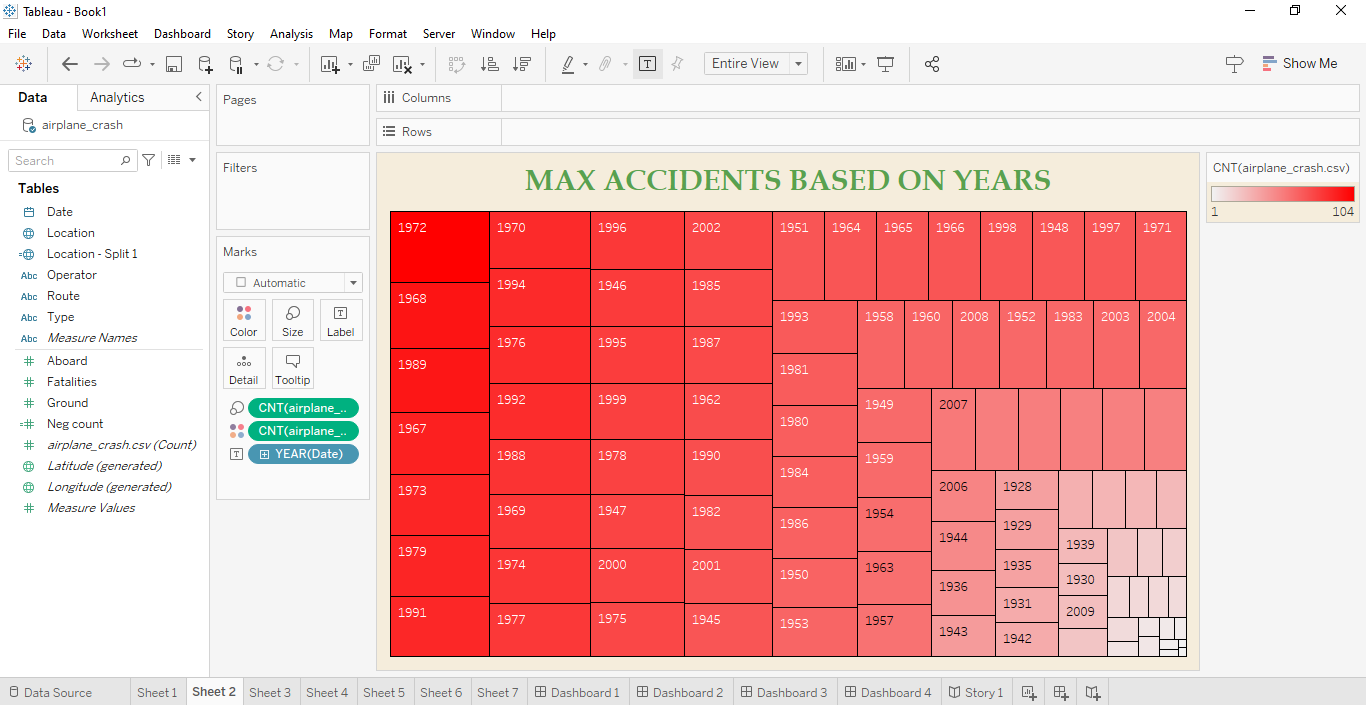 Tableau - Book1
File Data Worksheet Dashboard Story Analysis Map Format Server Window Help
Entire View
Show Me
Data Analytics
airplane_crash
Search
Tables
Date
Location
Location - Split 1
Abc Operator
Abc Route
Abc Type
Abc Measure Names
Aboard
Fatalities
Ground
Neg count
airplane_crash.csv (Count)
Latitude (generated)
Longitude (generated)
Measure Values
Pages
Filters
Marks
Automatic
Color Size Label
Detail Tooltip
CNT(airplane_..
CNT(airplane_..
YEAR(Date)
Columns
Rows
MAX ACCIDENTS BASED ON YEARS
1972
1968
1989
1967
1973
1979
1991
1970
1994
1976
1992
1988
1969
1974
1977
1996
1946
1995
1999
1978
1947
2000
1975
2002
1985
1987
1962
1990
1982
2001
1945
1951 1964 1965 1966 1998 1948 1997 1971
1993
1981
1980
1984
1986
1950
1953
1958 1960 2008 1952 1983 2003 2004
1949
1959
1954
1963
1957
2007
2006
1944
1936
1943
1928
1929
1935
1931
1942
1939
1930
2009
CNT(airplane_crash.csv)
1 104
Data Source Sheet 1 Sheet 2 Sheet 3 Sheet 4 Sheet 5 Sheet 6 Sheet 7 Dashboard 1 Dashboard 2 Dashboard 3 Dashboard 4 Story 1